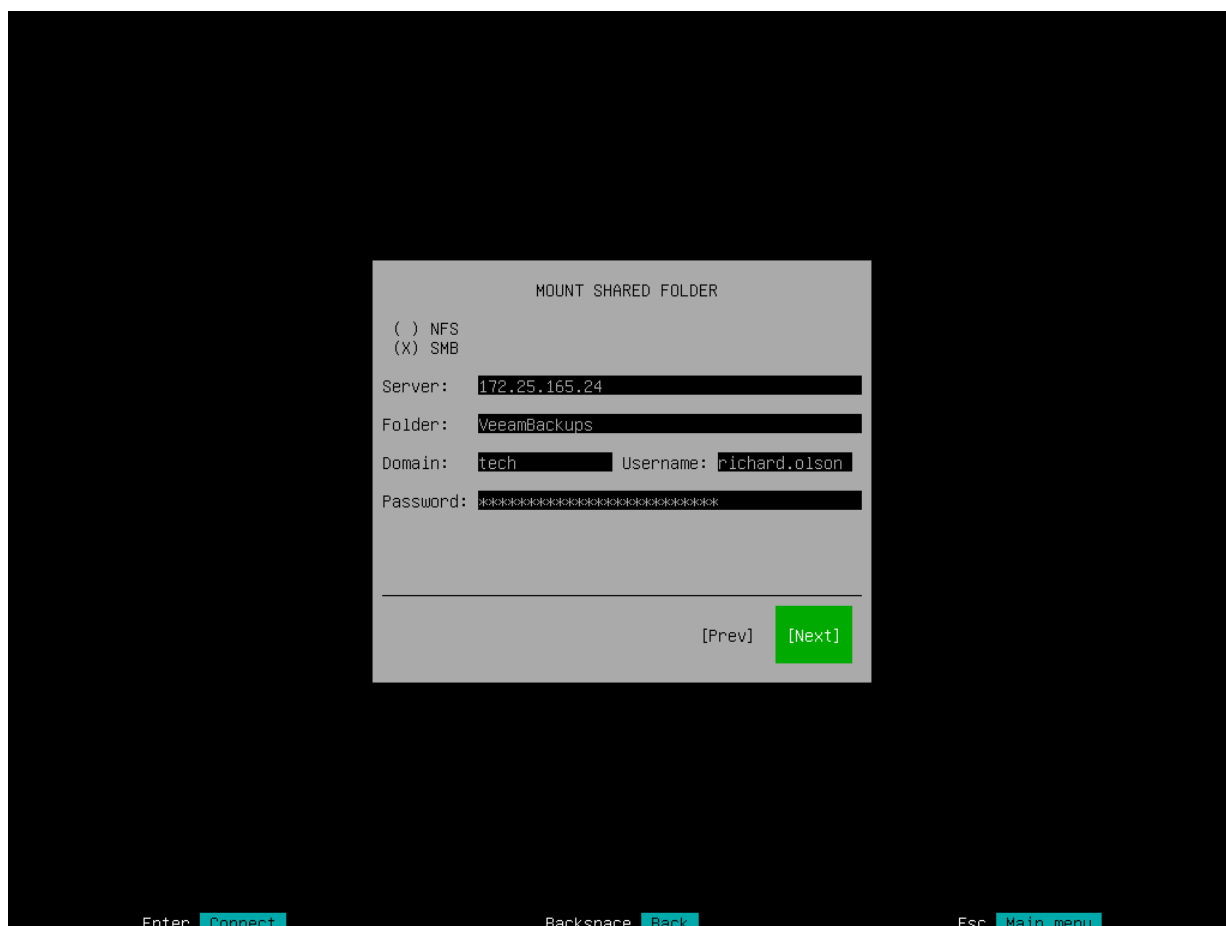 MOUNT SHARED FOLDER
( ) NFS
(X) SMB
Server: 172.25.165.24
Folder: VeeamBackups
Domain: tech Username: richard.olson
Password: *************************
[Prev] [Next]
Enter Connect Backspace Back Esc Main menu